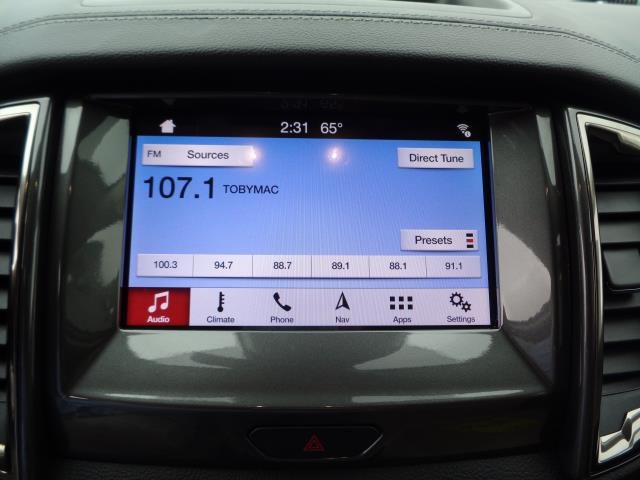 2:31 65°
FM Sources Direct Tune
107.1 TOBYMAC
Presets
100.3 94.7 88.7 89.1 88.1 91.1
Audio Climate Phone Nav Apps Settings